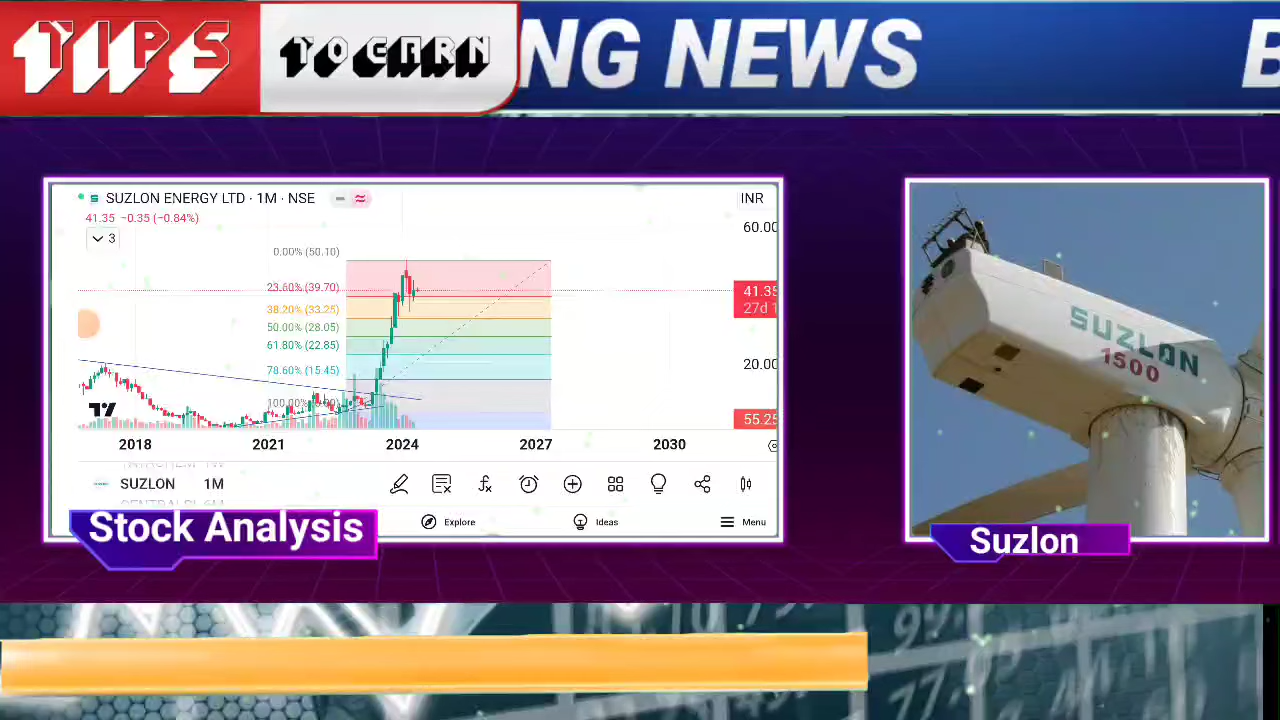 TIPS
TO EARN
NG NEWS
B
SUZLON ENERGY LTD · 1M · NSE
INR
41.35 −0.35 (−0.84%)
3
60.00
0.00% (50.10)
23.60% (39.70)
41.35
27d 1
38.20% (33.25)
50.00% (28.05)
61.80% (22.85)
20.00
78.60% (15.45)
55.25
2018 2021 2024 2027 2030
SUZLON 1M
Explore
Ideas
Menu
Stock Analysis
SUZLON
1500
Suzlon